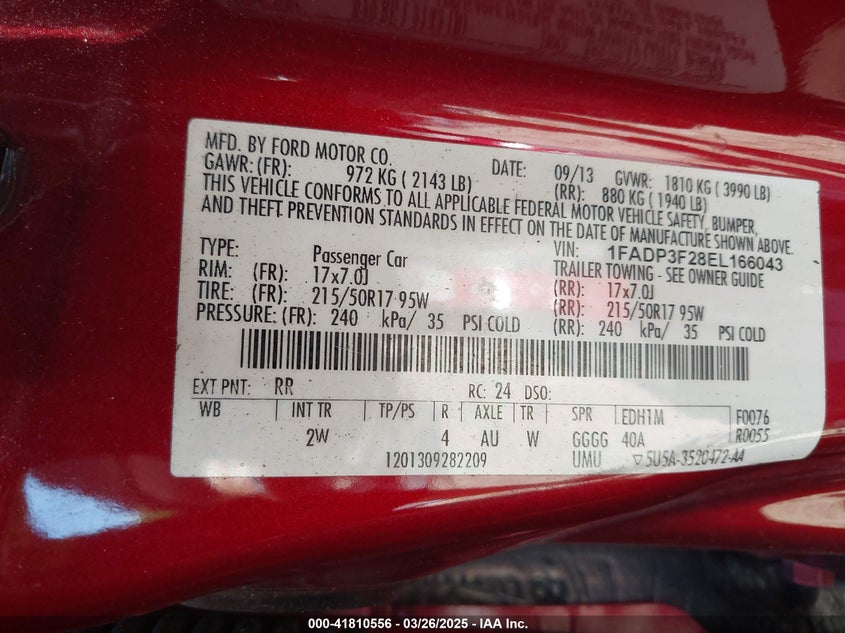 MFD. BY FORD MOTOR CO. DATE: 09/13 GVWR: 1810 KG ( 3990 LB)
GAWR: (FR): 972 KG ( 2143 LB) (RR): 880 KG ( 1940 LB)
THIS VEHICLE CONFORMS TO ALL APPLICABLE FEDERAL MOTOR VEHICLE SAFETY, BUMPER,
AND THEFT PREVENTION STANDARDS IN EFFECT ON THE DATE OF MANUFACTURE SHOWN ABOVE.
VIN: 1FADP3F28EL166043
TYPE: Passenger Car TRAILER TOWING - SEE OWNER GUIDE
RIM: (FR): 17x7.0J (RR): 17x7.0J
TIRE: (FR): 215/50R17 95W (RR): 215/50R17 95W
PRESSURE: (FR): 240 kPa/ 35 PSI COLD (RR): 240 kPa/ 35 PSI COLD
EXT PNT: RR RC: 24 DSO:
WB INT TR TP/PS R AXLE TR SPR EDH1M F0076
2W 4 AU W GGGG 40A R0055
1201309282209 UMU ▽5U5A-3520472-AA
000-41810556 - 03/26/2025 - IAA Inc.